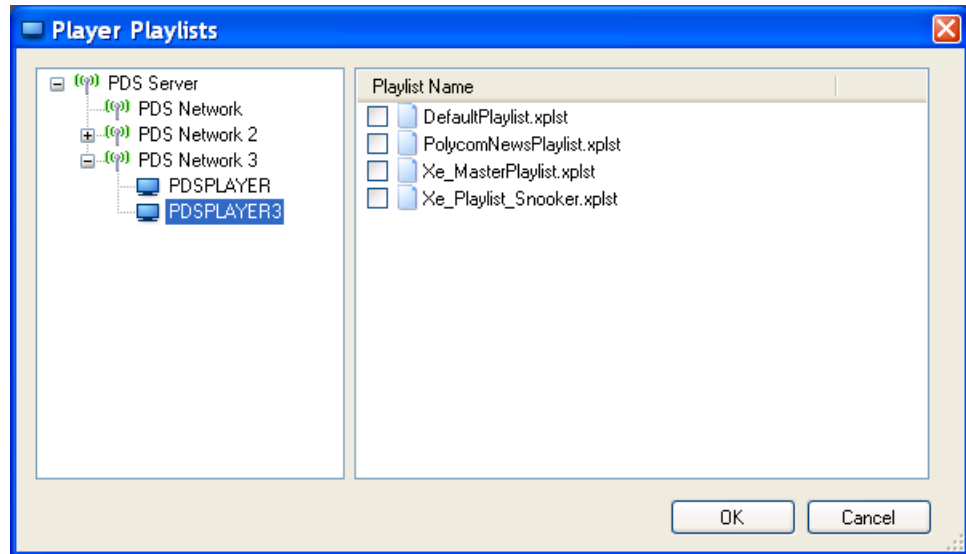 Player Playlists
PDS Server
PDS Network
PDS Network 2
PDS Network 3
PDSPLAYER
PDSPLAYER3
Playlist Name
DefaultPlaylist.xplst
PolycomNewsPlaylist.xplst
Xe_MasterPlaylist.xplst
Xe_Playlist_Snooker.xplst
OK
Cancel